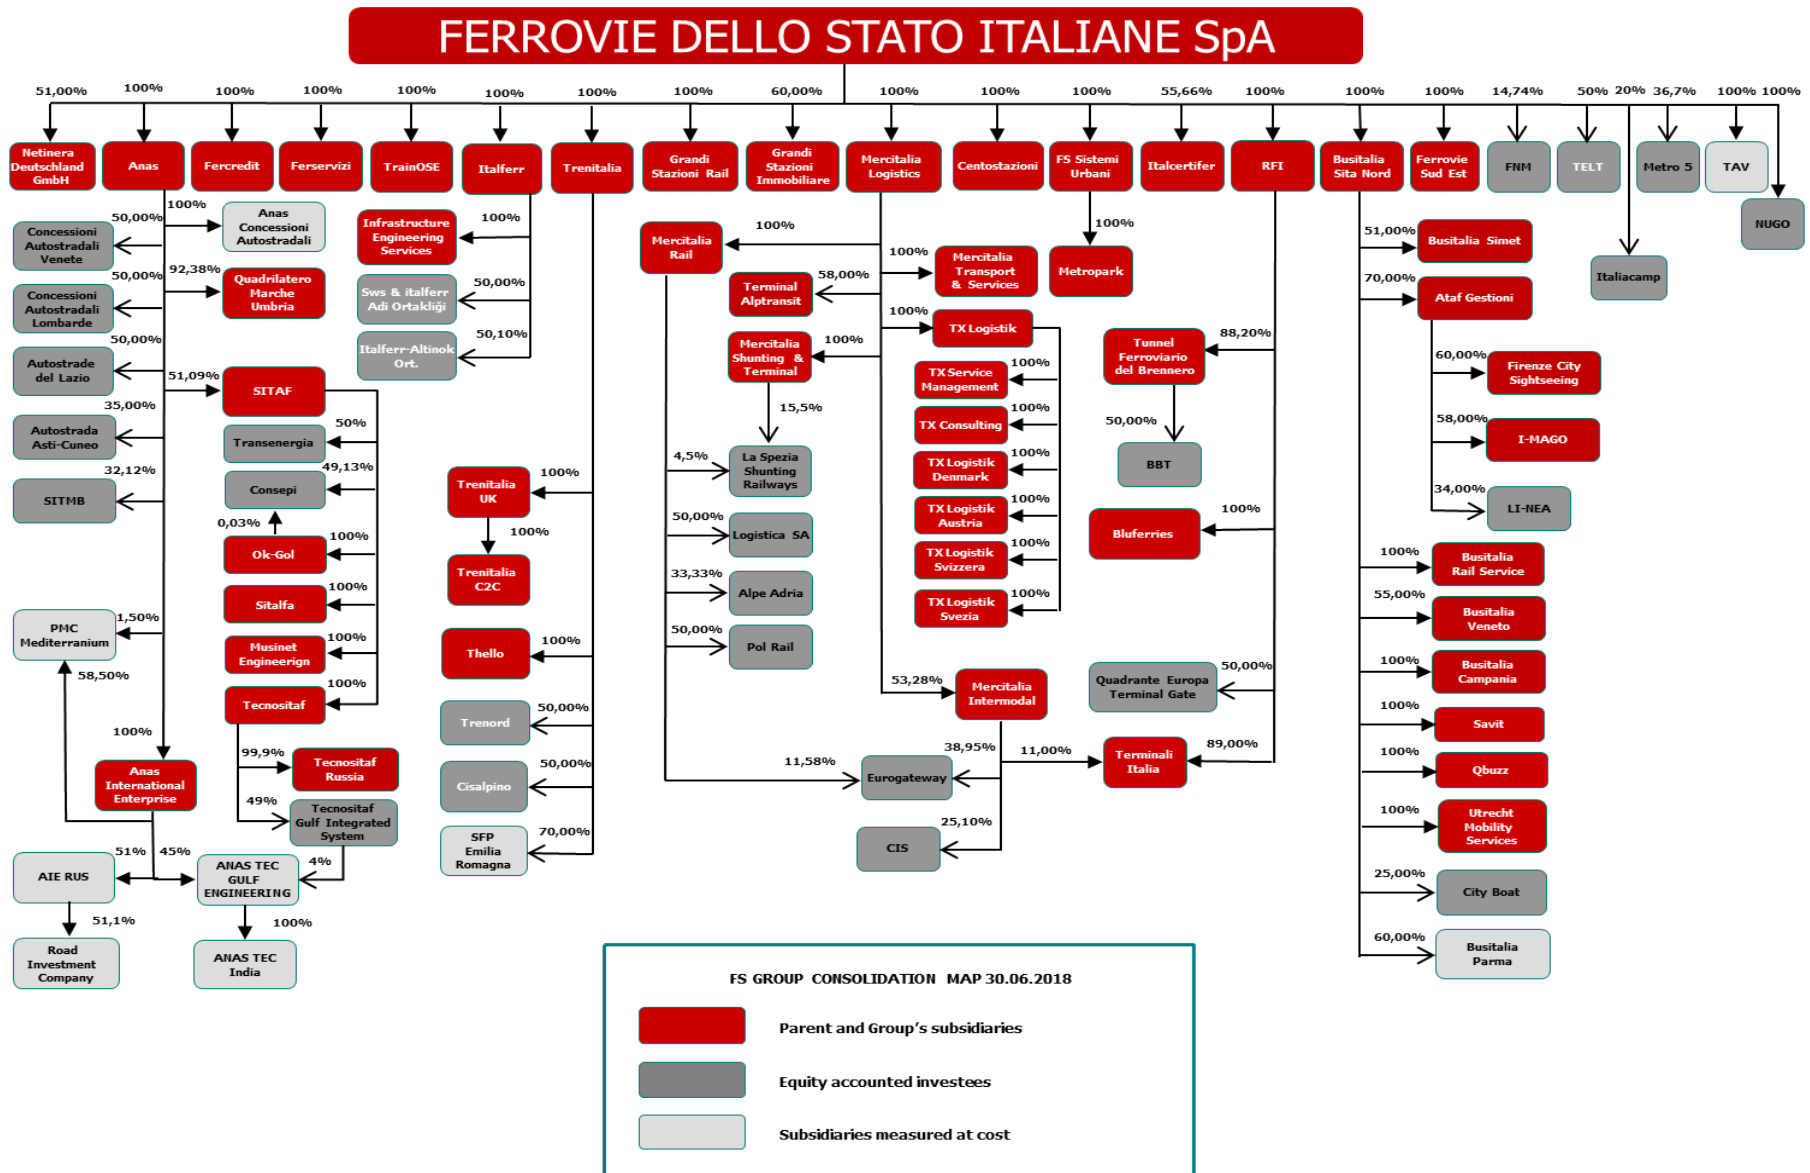 FERROVIE DELLO STATO ITALIANE SpA
51,00%
100%
100%
100%
100%
100%
100%
100%
60,00%
100%
100%
100%
55,66%
100%
100%
100%
14,74%
50%
20%
36,7%
100%
100%
Netinera
Deutschland
GmbH
Anas
Fercredit
Ferservizi
TrainOSE
Italferr
Trenitalia
Grandi
Stazioni Rail
Grandi
Stazioni
Immobiliare
Mercitalia
Logistics
Centostazioni
FS Sistemi
Urbani
Italcertifer
RFI
Busitalia
Sita Nord
Ferrovie
Sud Est
FNM
TELT
Metro 5
TAV
NUGO
Italiacamp
50,00%
Concessioni
Autostradali
Venete
50,00%
Concessioni
Autostradali
Lombarde
50,00%
Autostrade
del Lazio
35,00%
Autostrada
Asti-Cuneo
32,12%
SITMB
1,50%
PMC
Mediterranium
58,50%
100%
Anas
International
Enterprise
51%
45%
AIE RUS
51,1%
Road
Investment
Company
100%
Anas
Concessioni
Autostradali
92,38%
Quadrilatero
Marche
Umbria
51,09%
SITAF
50%
Transenergia
49,13%
Consepi
0,03%
100%
Ok-Gol
100%
Sitalfa
100%
Musinet
Engineerign
100%
Tecnositaf
99,9%
Tecnositaf
Russia
49%
Tecnositaf
Gulf Integrated
System
4%
ANAS TEC
GULF
ENGINEERING
100%
ANAS TEC
India
Infrastructure
Engineering
Services
100%
Sws & italferr
Adi Ortakliği
50,00%
Italferr-Altinok
Ort.
50,10%
Trenitalia
UK
100%
100%
Trenitalia
C2C
Thello
100%
Trenord
50,00%
Cisalpino
50,00%
SFP
Emilia
Romagna
70,00%
Mercitalia
Rail
100%
4,5%
La Spezia
Shunting
Railways
50,00%
Logistica SA
33,33%
Alpe Adria
50,00%
Pol Rail
11,58%
Eurogateway
Terminal
Alptransit
58,00%
Mercitalia
Shunting &
Terminal
100%
15,5%
100%
Mercitalia
Transport
& Services
100%
TX Logistik
TX Service
Management
100%
TX Consulting
100%
TX Logistik
Denmark
100%
TX Logistik
Austria
100%
TX Logistik
Svizzera
100%
TX Logistik
Svezia
100%
53,28%
Mercitalia
Intermodal
38,95%
11,00%
25,10%
CIS
100%
Metropark
Tunnel
Ferroviario
del Brennero
88,20%
50,00%
BBT
Bluferries
100%
Quadrante Europa
Terminal Gate
50,00%
Terminali
Italia
89,00%
51,00%
Busitalia Simet
70,00%
Ataf Gestioni
60,00%
Firenze City
Sightseeing
58,00%
I-MAGO
34,00%
LI-NEA
100%
Busitalia
Rail Service
55,00%
Busitalia
Veneto
100%
Busitalia
Campania
100%
Savit
100%
Qbuzz
100%
Utrecht
Mobility
Services
25,00%
City Boat
60,00%
Busitalia
Parma
FS GROUP CONSOLIDATION MAP 30.06.2018
Parent and Group's subsidiaries
Equity accounted investees
Subsidiaries measured at cost